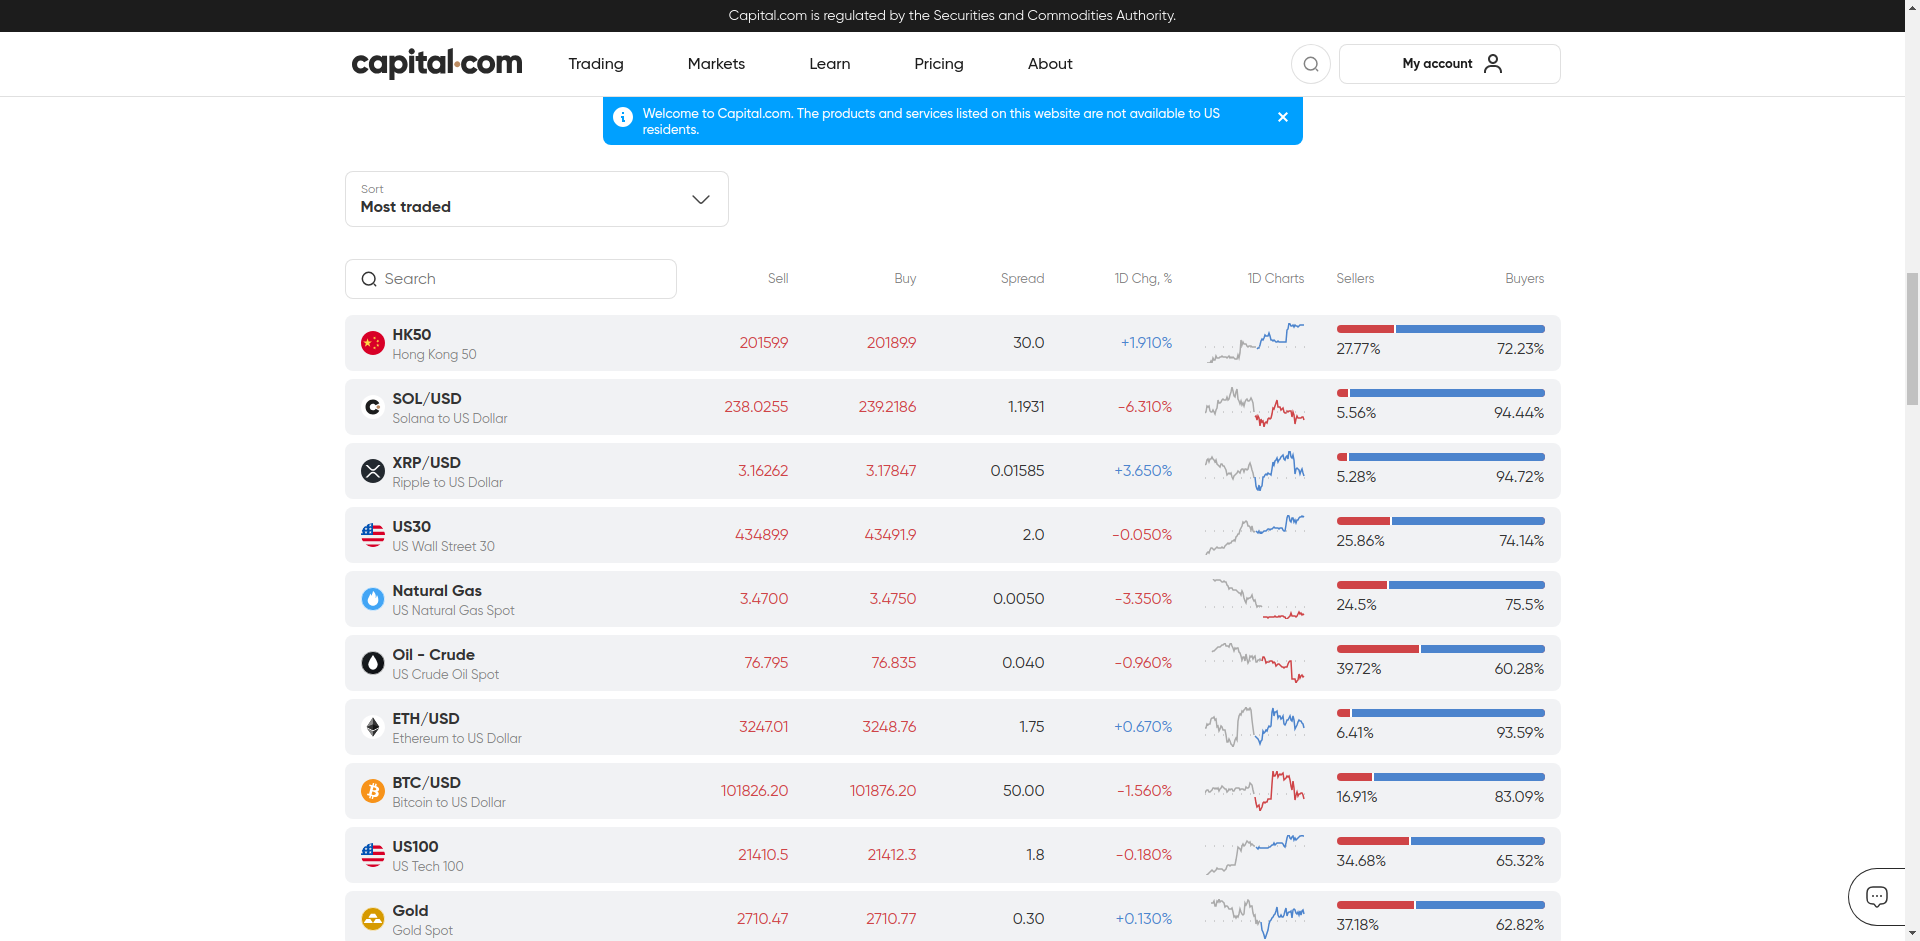 Capital.com is regulated by the Securities and Commodities Authority.
capital.com Trading Markets Learn Pricing About My account
Welcome to Capital.com. The products and services listed on this website are not available to US
residents.
Sort
Most traded
Search Sell Buy Spread 1D Chg, % 1D Charts Sellers Buyers
HK50
Hong Kong 50
20159.9 20189.9 30.0 +1.910% 27.77% 72.23%
SOL/USD
Solana to US Dollar
238.0255 239.2186 1.1931 -6.310% 5.56% 94.44%
XRP/USD
Ripple to US Dollar
3.16262 3.17847 0.01585 +3.650% 5.28% 94.72%
US30
US Wall Street 30
43489.9 43491.9 2.0 -0.050% 25.86% 74.14%
Natural Gas
US Natural Gas Spot
3.4700 3.4750 0.0050 -3.350% 24.5% 75.5%
Oil - Crude
US Crude Oil Spot
76.795 76.835 0.040 -0.960% 39.72% 60.28%
ETH/USD
Ethereum to US Dollar
3247.01 3248.76 1.75 +0.670% 6.41% 93.59%
BTC/USD
Bitcoin to US Dollar
101826.20 101876.20 50.00 -1.560% 16.91% 83.09%
US100
US Tech 100
21410.5 21412.3 1.8 -0.180% 34.68% 65.32%
Gold
Gold Spot
2710.47 2710.77 0.30 +0.130% 37.18% 62.82%